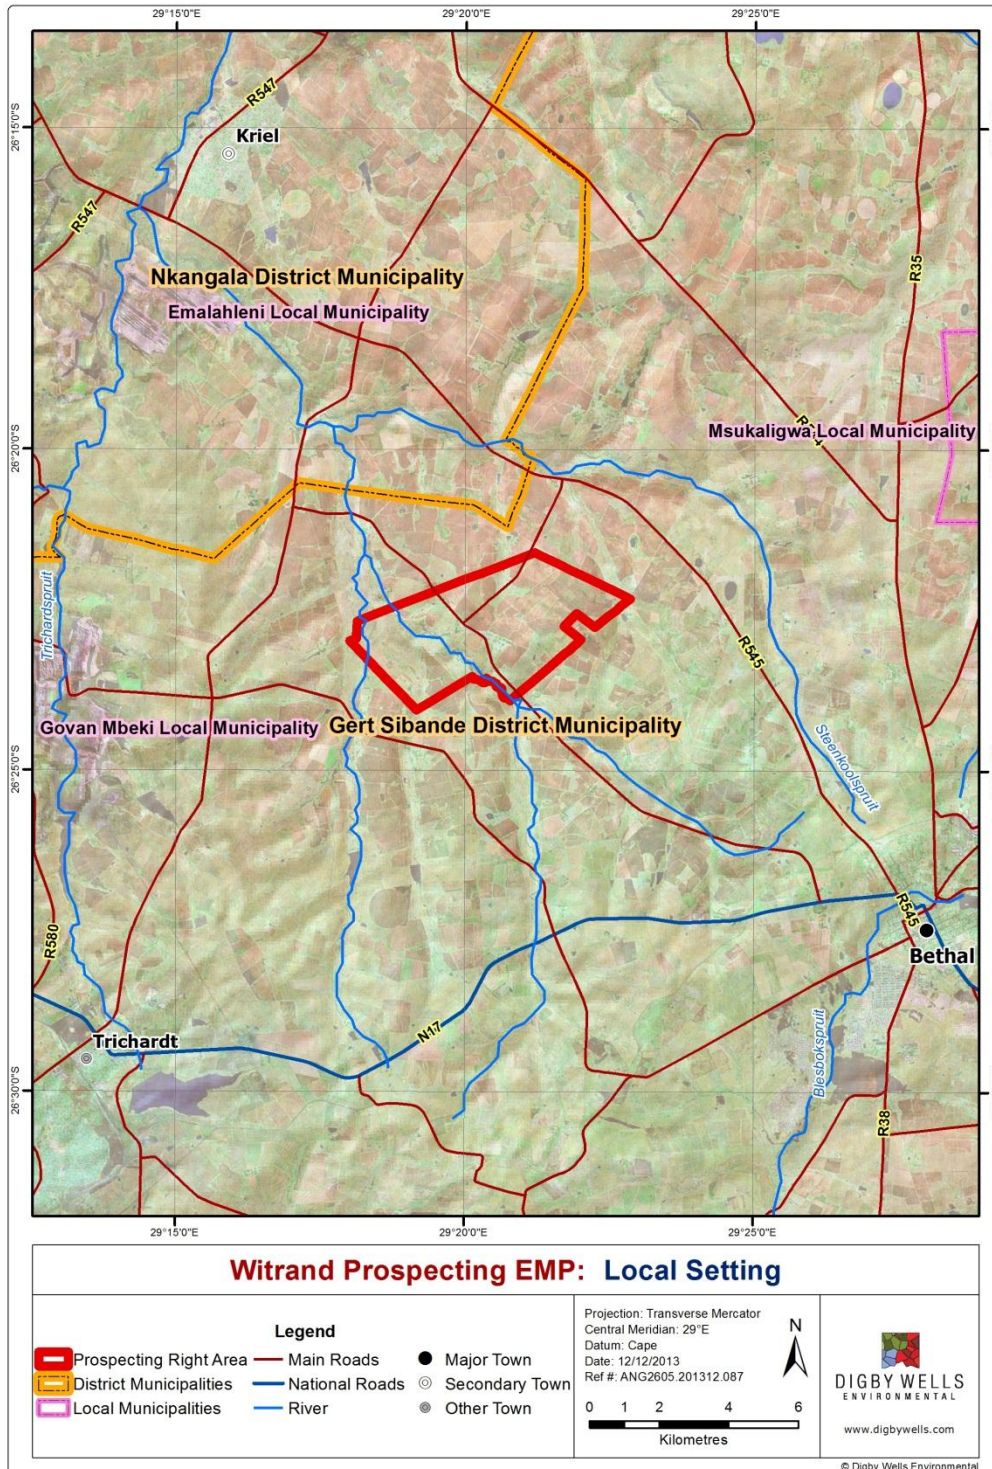 29°15'0"E
29°20'0"E
29°25'0"E
R547
Kriel
26°15'0"S
R547
R35
Nkangala District Municipality
Emalahleni Local Municipality
Msukaligwa Local Municipality
26°20'0"S
Trichardspruit
R545
Govan Mbeki Local Municipality
Gert Sibande District Municipality
Steenkoolspruit
26°25'0"S
R580
R545
Bethal
N17
Trichardt
Blesbokspruit
26°30'0"S
R38
29°15'0"E
29°20'0"E
29°25'0"E
Witrand Prospecting EMP: Local Setting
Legend
Prospecting Right Area
Main Roads
Major Town
District Municipalities
National Roads
Secondary Town
Local Municipalities
River
Other Town
Projection: Transverse Mercator
Central Meridian: 29°E
Datum: Cape
Date: 12/12/2013
Ref #: ANG2605.201312.087
N
0 1 2 4 6
Kilometres
DIGBY WELLS
ENVIRONMENTAL
www.digbywells.com
© Digby Wells Environmental